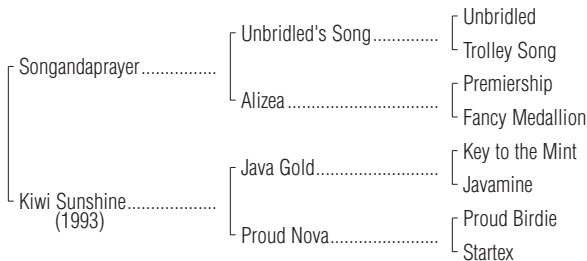 Unbridled
Unbridled's Song..............
Trolley Song
Songandaprayer................
Premiership
Alizea ................................
Fancy Medallion
Key to the Mint
Java Gold..........................
Javamine
Kiwi Sunshine...................
(1993)
Proud Birdie
Proud Nova.......................
Startex